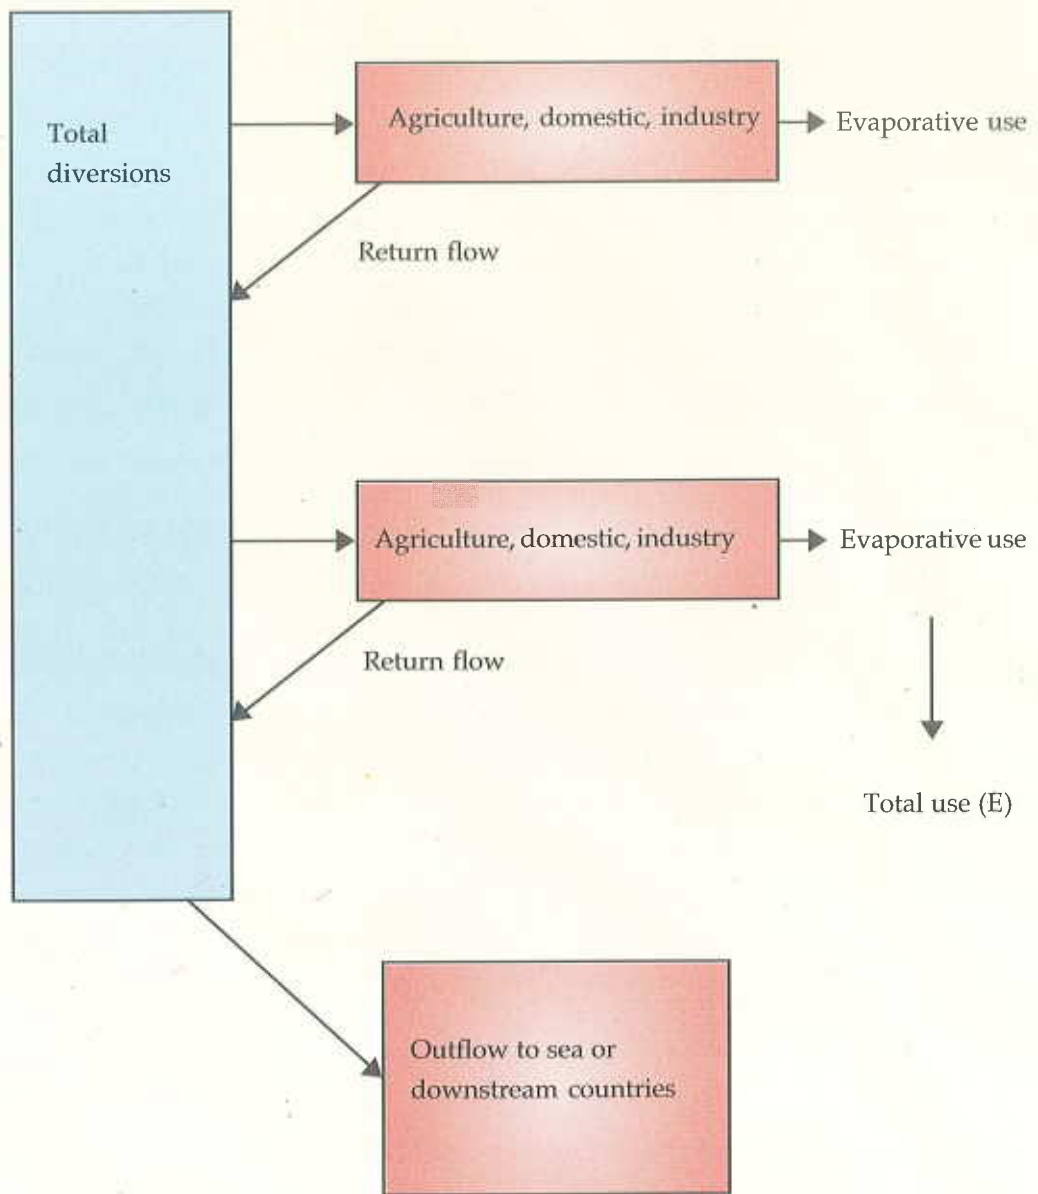 Total
diversions
Agriculture, domestic, industry
Evaporative use
Return flow
Agriculture, domestic, industry
Evaporative use
Return flow
Total use (E)
Outflow to sea or
downstream countries